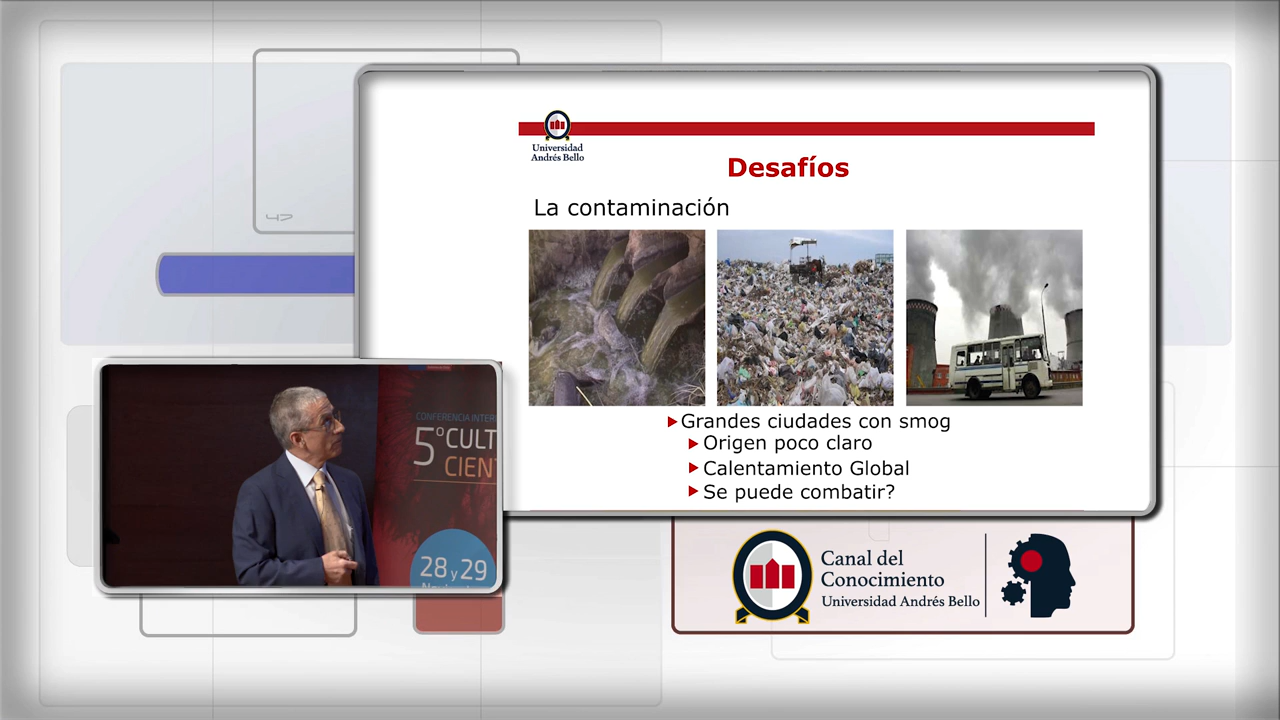 Universidad
Andrés Bello
Desafíos
La contaminación
Grandes ciudades con smog
Origen poco claro
Calentamiento Global
Se puede combatir?
CONFERENCIA INTER
5° CULT
CIEN
28 y 29
Canal del
Conocimiento
Universidad Andrés Bello